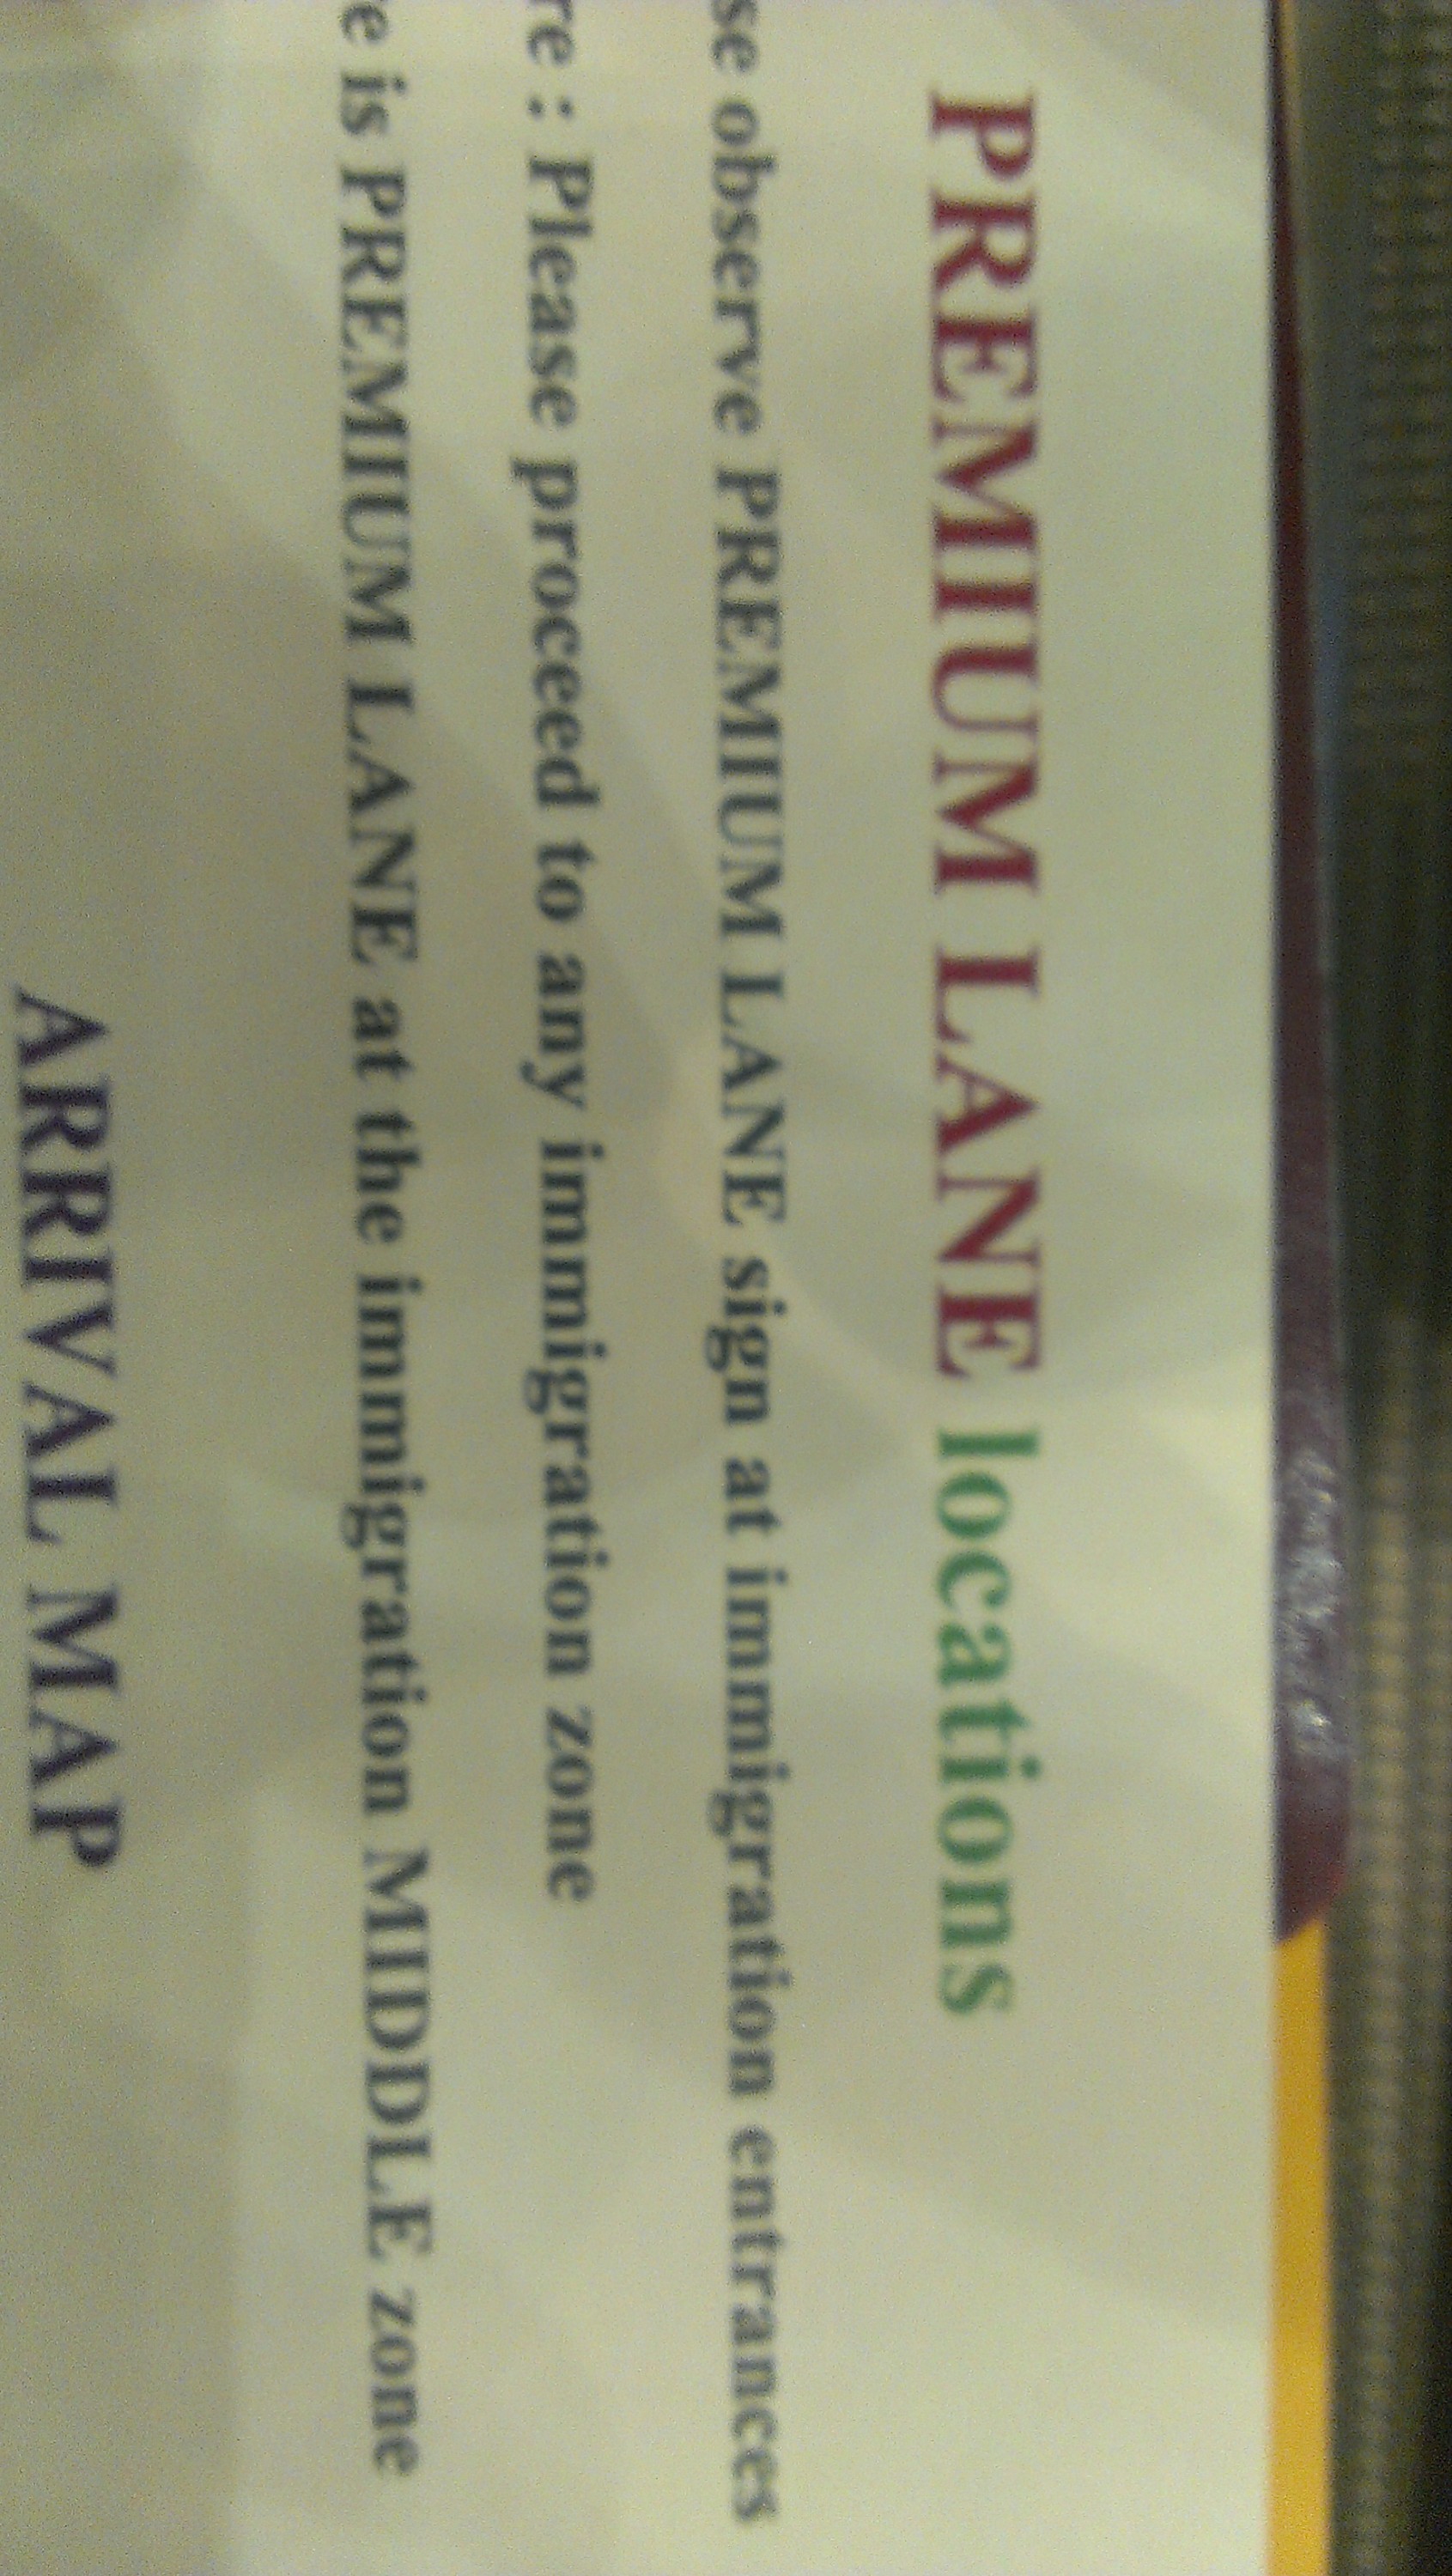 PREMIUM LANE locations
se observe PREMIUM LANE sign at immigration entrances
re : Please proceed to any immigration zone
e is PREMIUM LANE at the immigration MIDDLE zone
ARRIVAL MAP